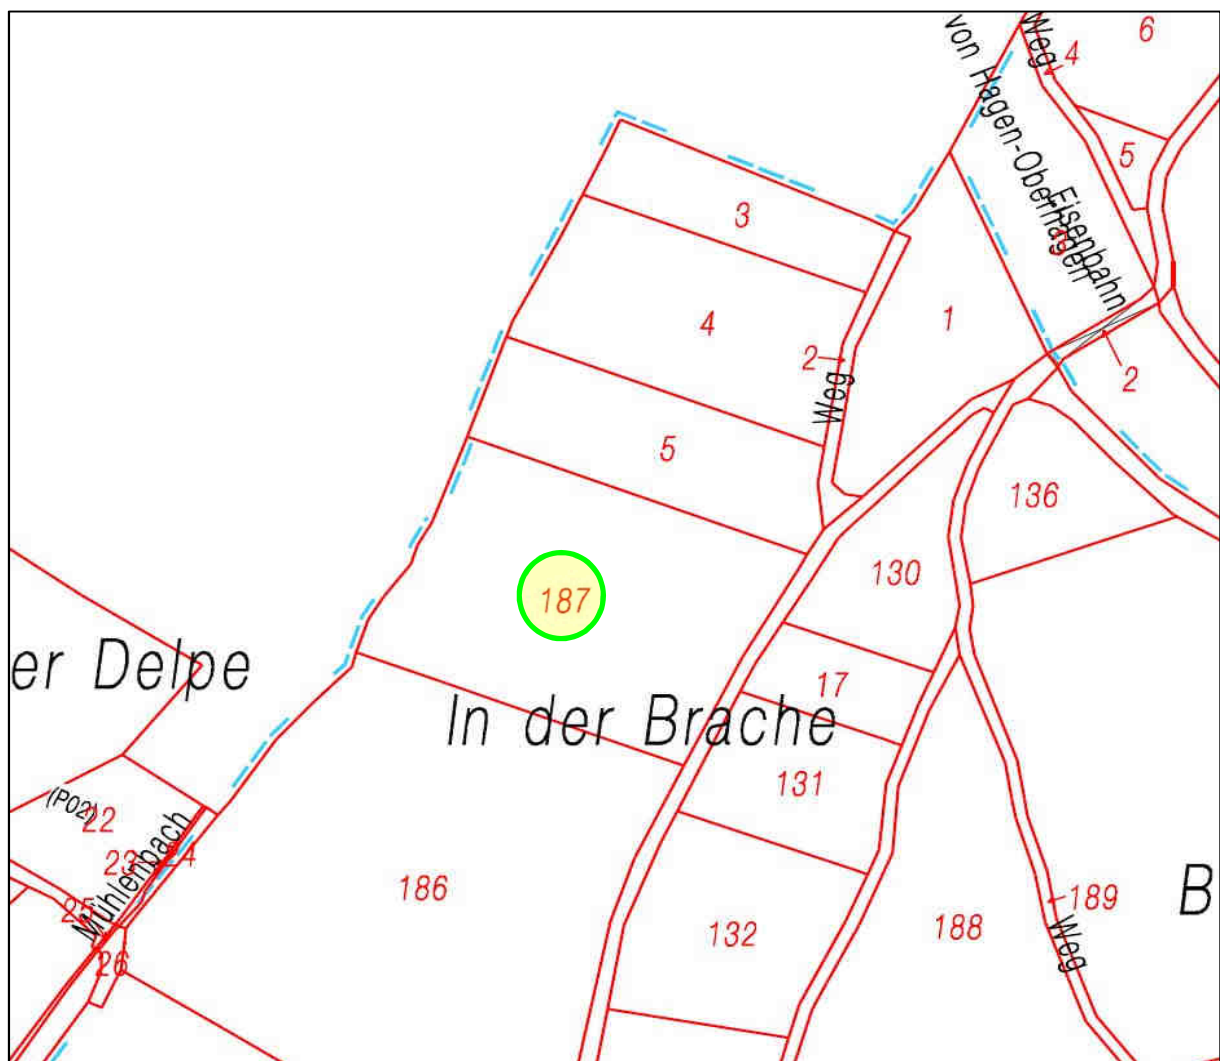 6
Weg
4
von Hagen-Oberhagen
5
3
Eisenbahn
4
1
2
2
Weg
5
136
130
187
er Delpe
17
In der Brache
131
(P02)
22
23
24
Mühlenbach
186
B
189
188
25
132
Weg
26